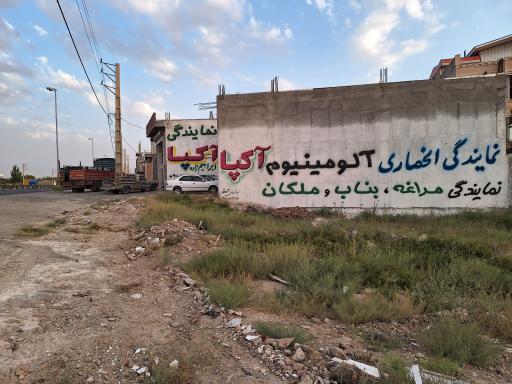 نمایندگی انحصاری آلومینیوم آکپا
نمایندگی مراغه، بناب و ملکان
نمایندگی
آکپا